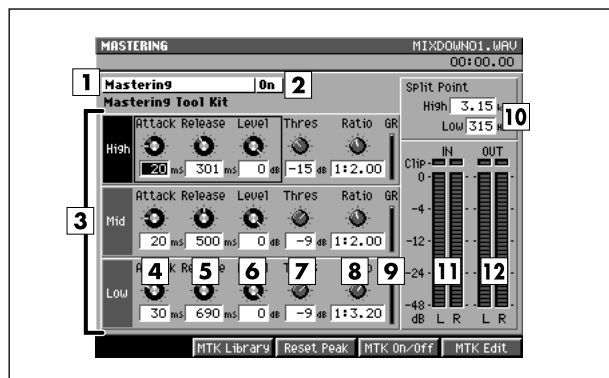 MASTERING MIXDOWN01.WAV
00:00.00
1 Mastering On 2
Mastering Tool Kit
Split Point
High 3.15 k 10
Low 315 Hz
3
High Attack Release Level Thres Ratio GR
20 ms 301 ms 0 dB -15 dB 1:2.00
Mid Attack Release Level Thres Ratio GR
20 ms 500 ms 0 dB -9 dB 1:2.00
Low 4 5 6 7 8 9
Release
30 ms 690 ms 0 dB -9 dB 1:3.20
IN OUT
Clip
0
-4
-12
-24 11 12
-48
dB L R L R
MTK Library Reset Peak MTK On/Off MTK Edit